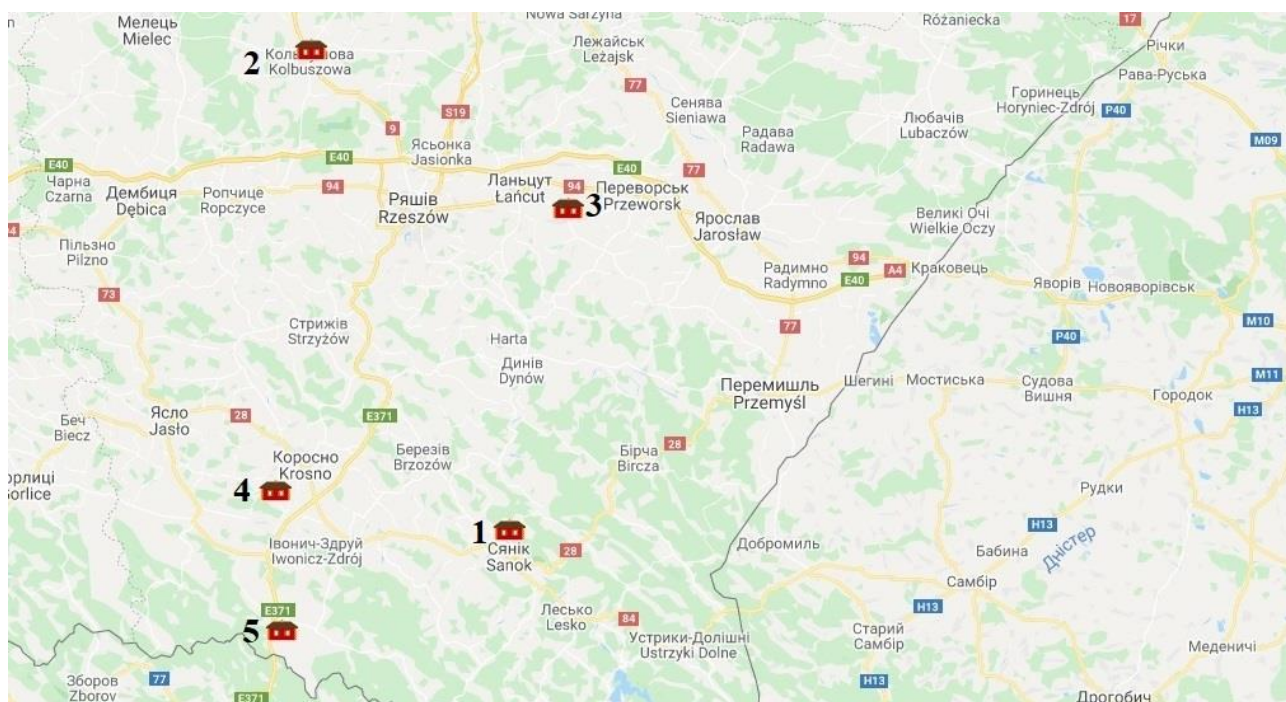 Мелець
Mielec
Nowa Sarzyna
Лежайськ
Leżajsk
Różaniecka
17
Річки
Рава-Руська
2
Kolbuszowa
77
S19
9
Сенява
Sieniawa
Горинець
Horyniec-Zdrój
P40
Любачів
Lubaczów
M09
Радава
Radawa
Ясьонка
Jasionka
E40
E40
E40
77
Чарна
Czarna
Дембиця
Dębica
Ропчице
Ropczyce
94
Ряшів
Rzeszów
Ланьцут
Łańcut
94
3
Переворськ
Przeworsk
Ярослав
Jarosław
Великі Очі
Wielkie Oczy
Пільзно
Pilzno
Радимно
Radymno
94
A4
E40
Краковець
Яворів
Новояворівськ
73
77
M10
Стрижів
Strzyżów
Harta
P40
Динів
Dynów
Перемишль
Przemyśl
Шегині
Мостиська
Судова
Вишня
Городок
M11
H13
Беч
Biecz
Ясло
Jasło
28
E371
Коросно
Krosno
Березів
Brzozów
Бірча
Bircza
28
4
Рудки
H13
1
Сянік
Sanok
28
Івонич-Здруй
Iwonicz-Zdrój
Добромиль
Бабина
Дністер
Самбір
E371
5
Лесько
Lesko
84
H13
Устрики-Долішні
Ustrzyki Dolne
Старий
Самбір
Меденичі
Зборов
Zborov
77
E371
H13
Дрогобич